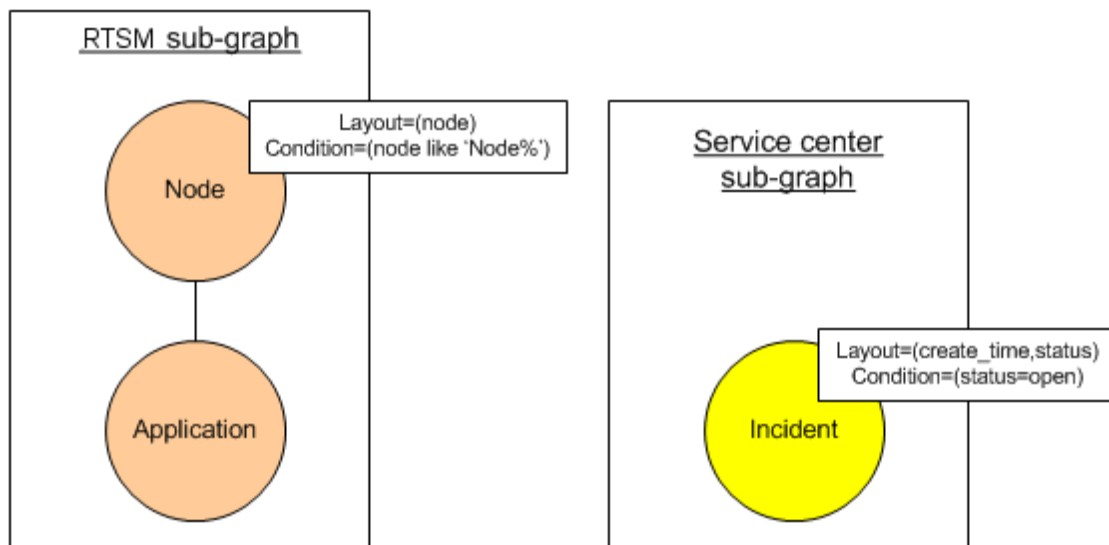 RTSM sub-graph
Layout=(node)
Condition=(node like ‘Node%’)
Node
Application
Service center
sub-graph
Layout=(create_time,status)
Condition=(status=open)
Incident